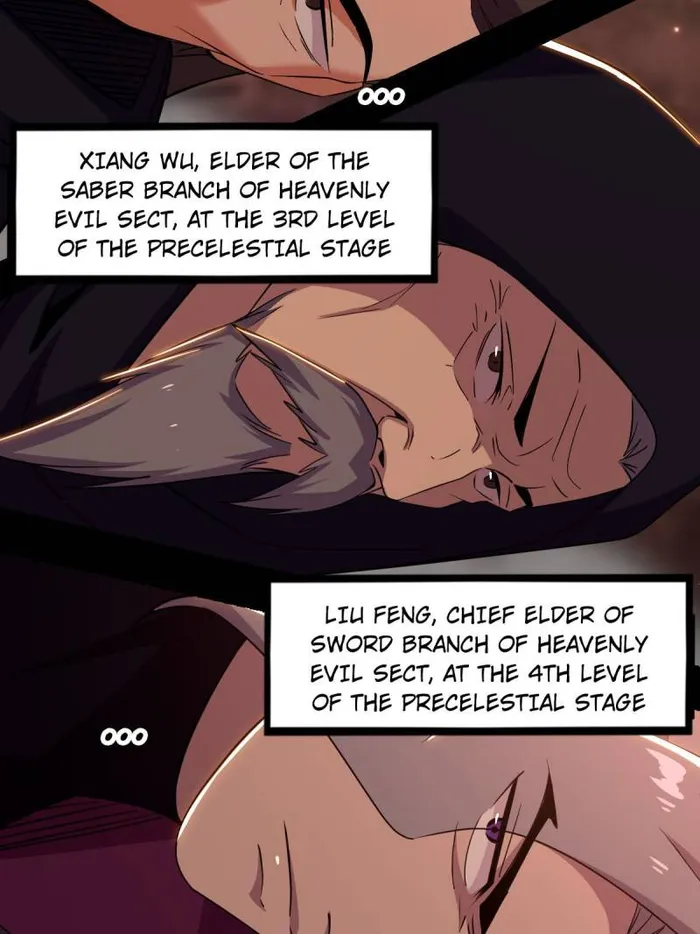 ooo
XIANG WU, ELDER OF THE
SABER BRANCH OF HEAVENLY
EVIL SECT, AT THE 3RD LEVEL
OF THE PRECELESTIAL STAGE
LIU FENG, CHIEF ELDER OF
SWORD BRANCH OF HEAVENLY
EVIL SECT, AT THE 4TH LEVEL
OF THE PRECELESTIAL STAGE
ooo